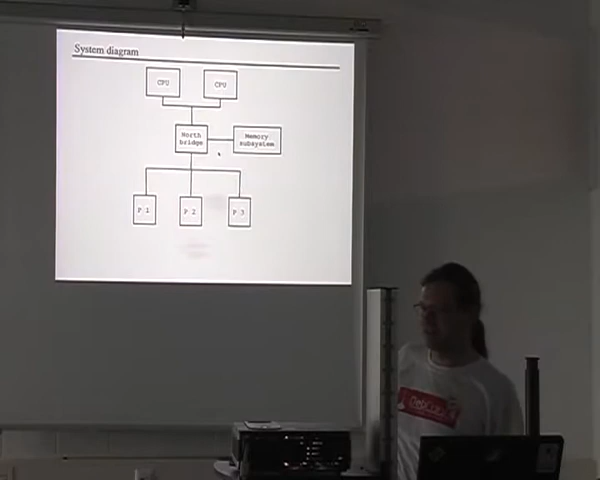 System diagram
CPU CPU
North
bridge
Memory
subsystem
P 1 P 2 P 3